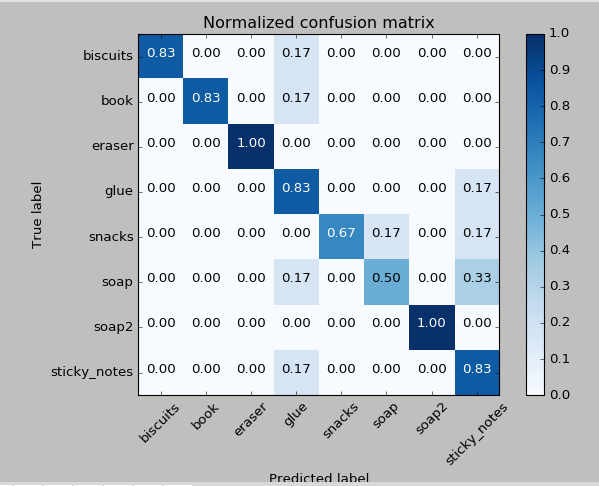 Normalized confusion matrix
biscuits 0.83 0.00 0.00 0.17 0.00 0.00 0.00 0.00
book 0.00 0.83 0.00 0.17 0.00 0.00 0.00 0.00
eraser 0.00 0.00 1.00 0.00 0.00 0.00 0.00 0.00
glue 0.00 0.00 0.00 0.83 0.00 0.00 0.00 0.17
snacks 0.00 0.00 0.00 0.00 0.67 0.17 0.00 0.17
soap 0.00 0.00 0.00 0.17 0.00 0.50 0.00 0.33
soap2 0.00 0.00 0.00 0.00 0.00 0.00 1.00 0.00
sticky_notes 0.00 0.00 0.00 0.17 0.00 0.00 0.00 0.83
True label
biscuits book eraser glue snacks soap soap2 sticky_notes
Predicted label
1.0
0.9
0.8
0.7
0.6
0.5
0.4
0.3
0.2
0.1
0.0